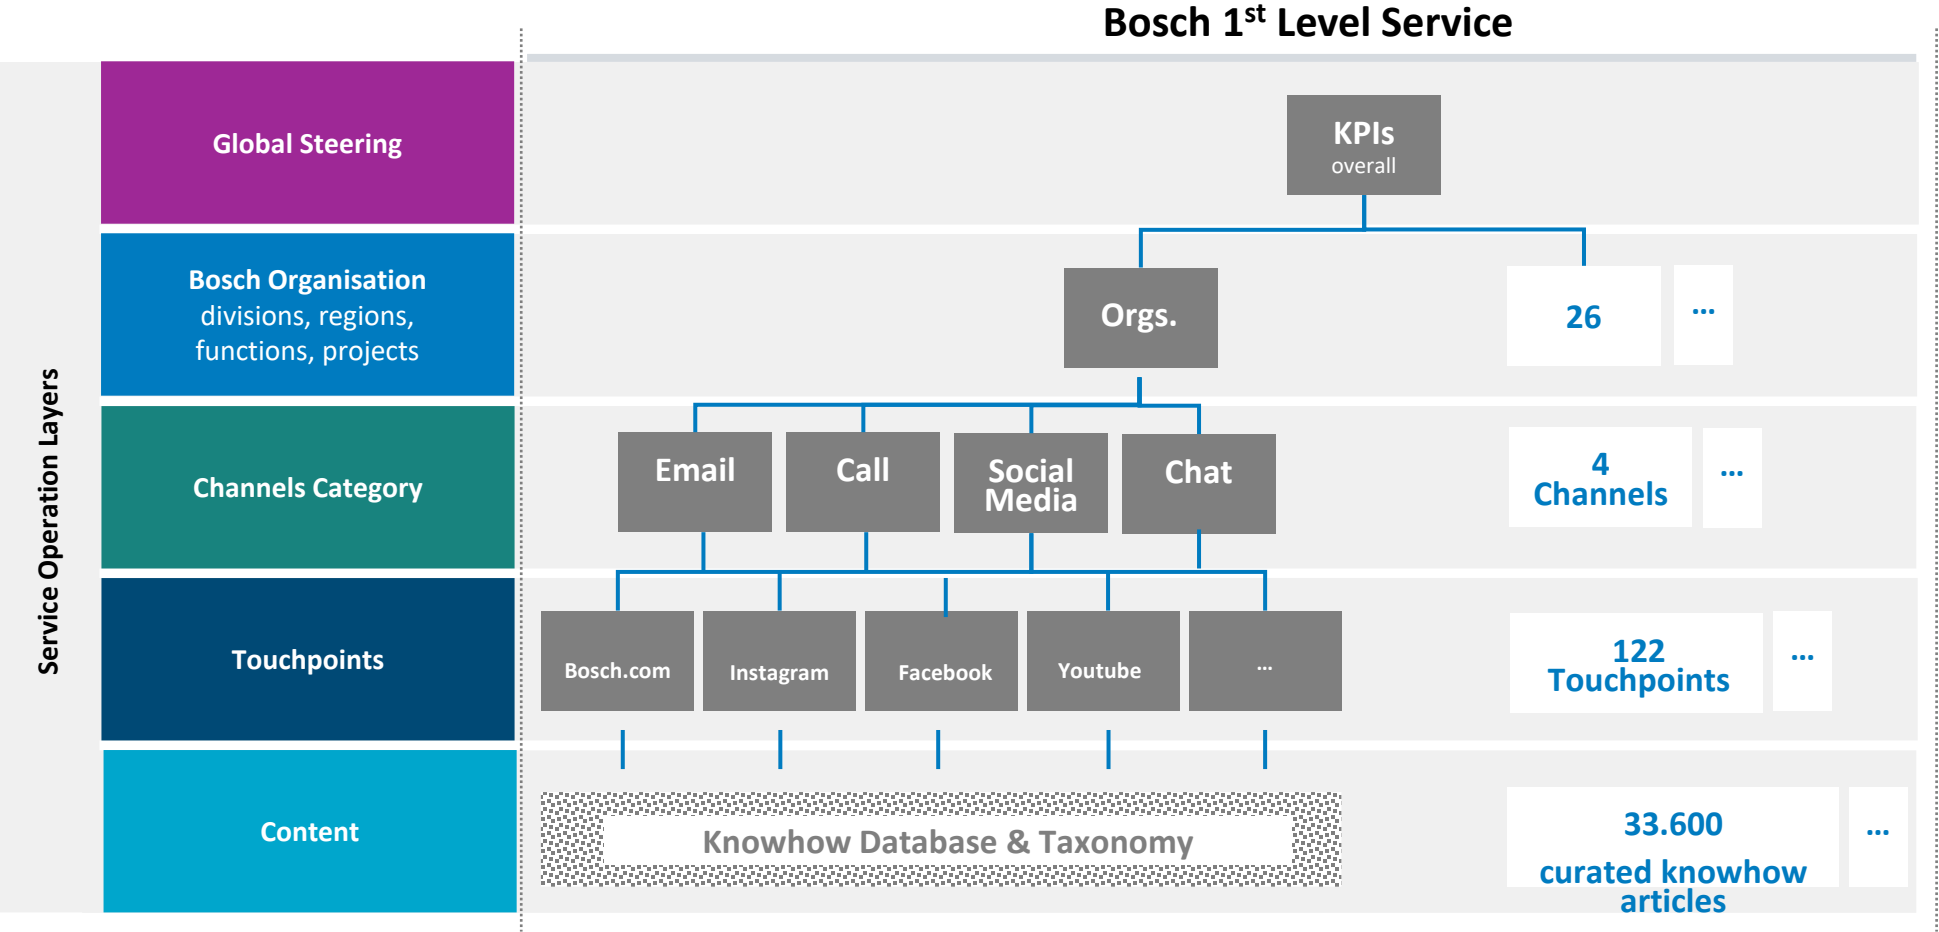 Bosch 1st Level Service
Service Operation Layers
Global Steering
KPIs
overall
Bosch Organisation
divisions, regions,
functions, projects
Orgs.
26
...
Channels Category
Email
Call
Social
Media
Chat
4
Channels
...
Touchpoints
Bosch.com
Instagram
Facebook
Youtube
...
122
Touchpoints
...
Content
Knowhow Database & Taxonomy
33.600
curated knowhow
articles
...